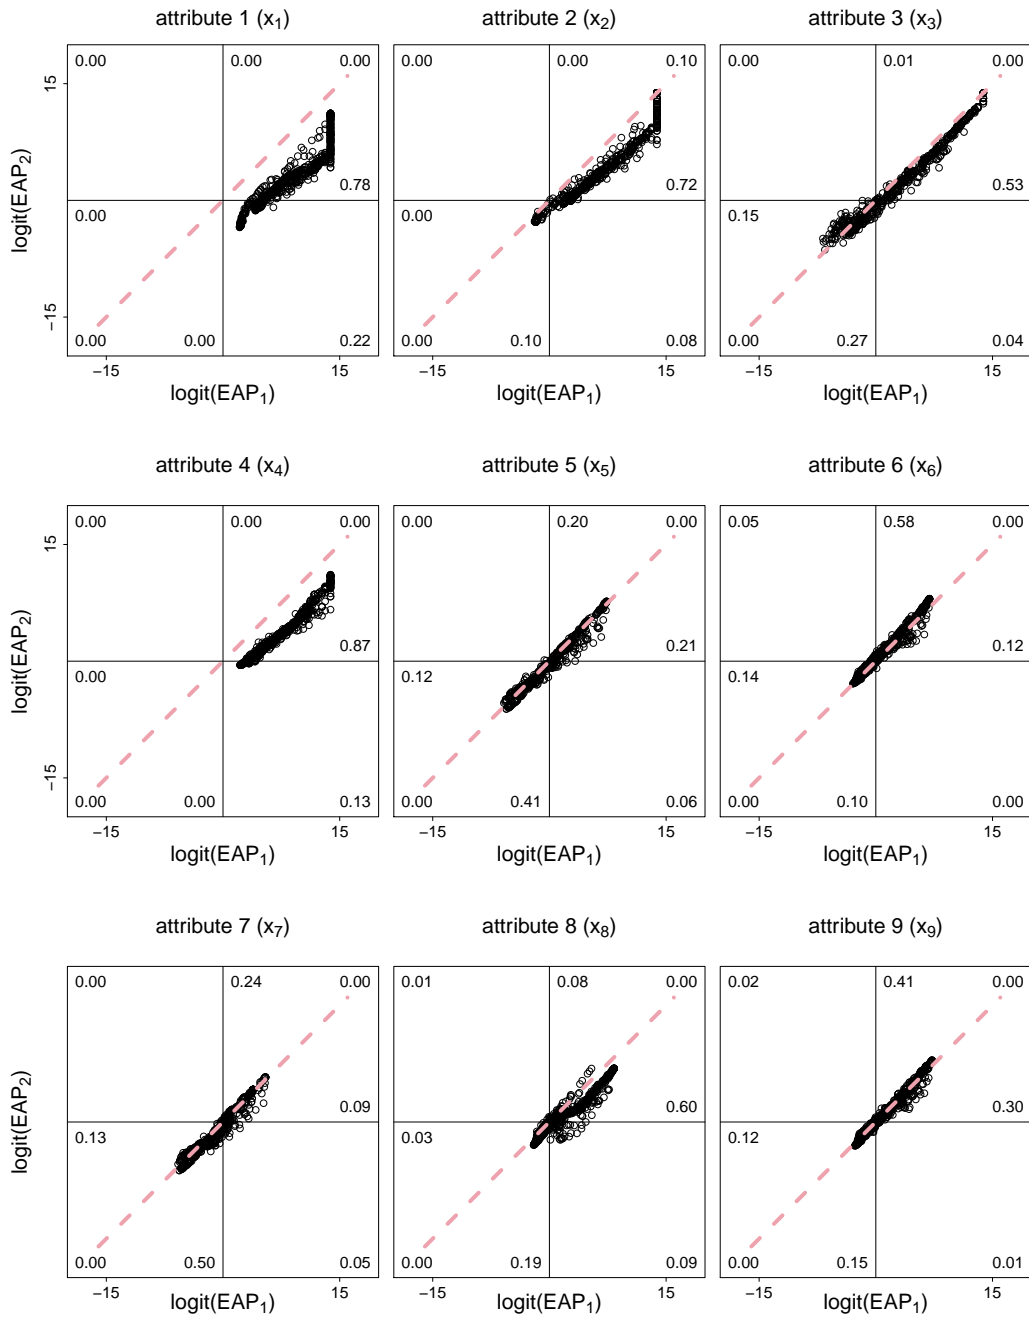 attribute 1 (x1)
attribute 2 (x2)
attribute 3 (x3)
0.00 0.00 0.00
0.00 0.00 0.10
0.00 0.01 0.00
15
logit(EAP2)
0.78
0.72
0.53
0.00
0.00
0.15
−15
0.00 0.00 0.22
0.00 0.10 0.08
0.00 0.27 0.04
−15 15
−15 15
−15 15
logit(EAP1)
logit(EAP1)
logit(EAP1)
attribute 4 (x4)
attribute 5 (x5)
attribute 6 (x6)
0.00 0.00 0.00
0.00 0.20 0.00
0.05 0.58 0.00
15
logit(EAP2)
0.87
0.21
0.12
0.00
0.12
0.14
−15
0.00 0.00 0.13
0.00 0.41 0.06
0.00 0.10 0.00
−15 15
−15 15
−15 15
logit(EAP1)
logit(EAP1)
logit(EAP1)
attribute 7 (x7)
attribute 8 (x8)
attribute 9 (x9)
0.00 0.24 0.00
0.01 0.08 0.00
0.02 0.41 0.00
logit(EAP2)
0.09
0.60
0.30
0.13
0.03
0.12
0.00 0.50 0.05
0.00 0.19 0.09
0.00 0.15 0.01
−15 15
−15 15
−15 15
logit(EAP1)
logit(EAP1)
logit(EAP1)